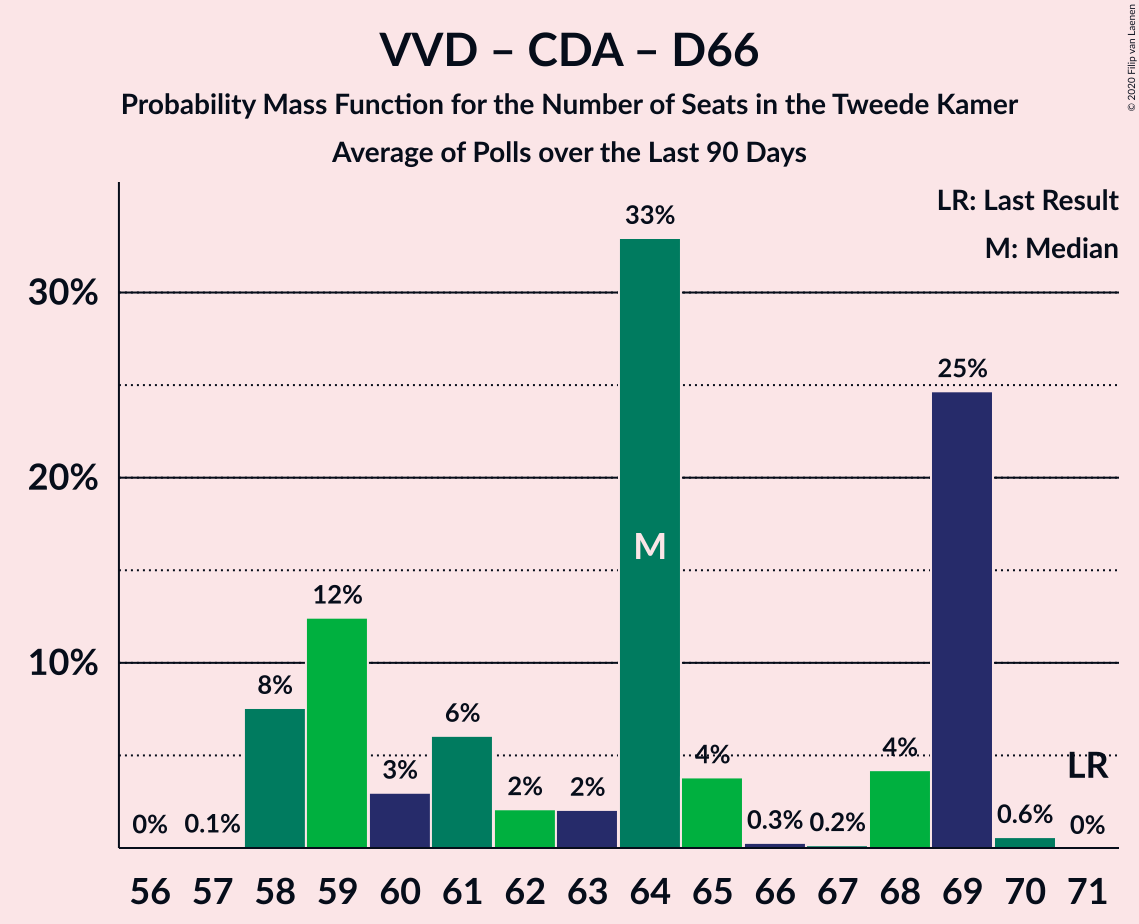 VVD – CDA – D66
Probability Mass Function for the Number of Seats in the Tweede Kamer
Average of Polls over the Last 90 Days
© 2020 Filip van Laenen
LR: Last Result
M: Median
30%
20%
10%
0%
0.1%
8%
12%
3%
6%
2%
2%
33%
M
4%
0.3%
0.2%
4%
25%
0.6%
0%
LR
56 57 58 59 60 61 62 63 64 65 66 67 68 69 70 71